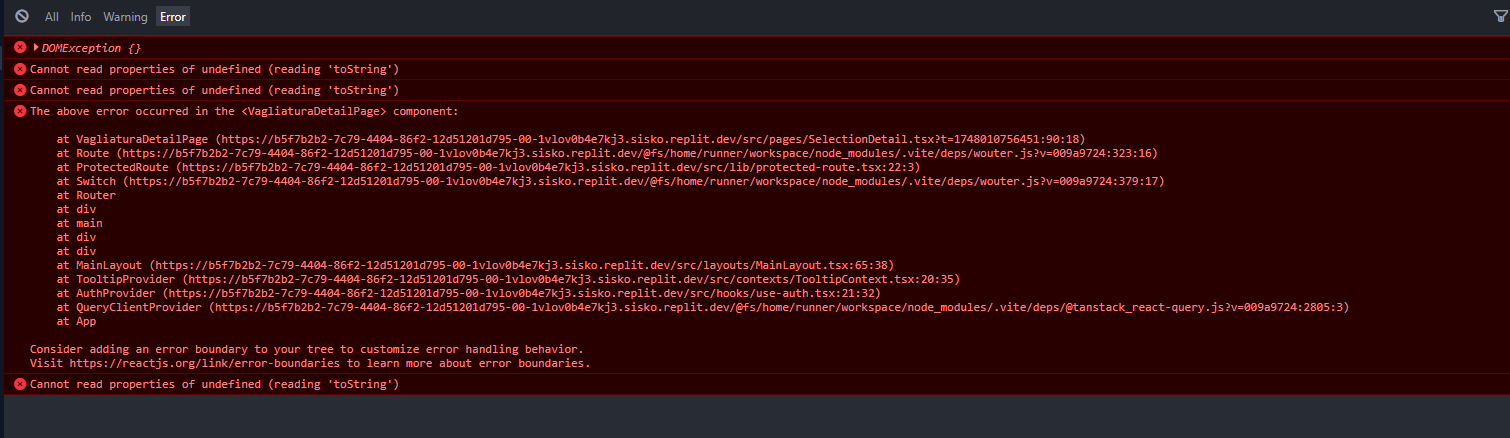 All Info Warning Error
DOMException {}
Cannot read properties of undefined (reading 'toString')
Cannot read properties of undefined (reading 'toString')
The above error occurred in the <VagliaturaDetailPage> component:
at VagliaturaDetailPage (https://b5f7b2b2-7c79-4404-86f2-12d51201d795-00-1vlov0b4e7kj3.sisko.replit.dev/src/pages/SelectionDetail.tsx?t=1748010756451:90:18)
at Route (https://b5f7b2b2-7c79-4404-86f2-12d51201d795-00-1vlov0b4e7kj3.sisko.replit.dev/@fs/home/runner/workspace/node_modules/.vite/deps/wouter.js?v=009a9724:323:16)
at ProtectedRoute (https://b5f7b2b2-7c79-4404-86f2-12d51201d795-00-1vlov0b4e7kj3.sisko.replit.dev/src/lib/protected-route.tsx:22:3)
at Switch (https://b5f7b2b2-7c79-4404-86f2-12d51201d795-00-1vlov0b4e7kj3.sisko.replit.dev/@fs/home/runner/workspace/node_modules/.vite/deps/wouter.js?v=009a9724:379:17)
at Router
at div
at main
at div
at div
at MainLayout (https://b5f7b2b2-7c79-4404-86f2-12d51201d795-00-1vlov0b4e7kj3.sisko.replit.dev/src/layouts/MainLayout.tsx:65:38)
at TooltipProvider (https://b5f7b2b2-7c79-4404-86f2-12d51201d795-00-1vlov0b4e7kj3.sisko.replit.dev/src/contexts/TooltipContext.tsx:20:35)
at AuthProvider (https://b5f7b2b2-7c79-4404-86f2-12d51201d795-00-1vlov0b4e7kj3.sisko.replit.dev/src/hooks/use-auth.tsx:21:32)
at QueryClientProvider (https://b5f7b2b2-7c79-4404-86f2-12d51201d795-00-1vlov0b4e7kj3.sisko.replit.dev/@fs/home/runner/workspace/node_modules/.vite/deps/@tanstack_react-query.js?v=009a9724:2805:3)
at App
Consider adding an error boundary to your tree to customize error handling behavior.
Visit https://reactjs.org/link/error-boundaries to learn more about error boundaries.
Cannot read properties of undefined (reading 'toString')